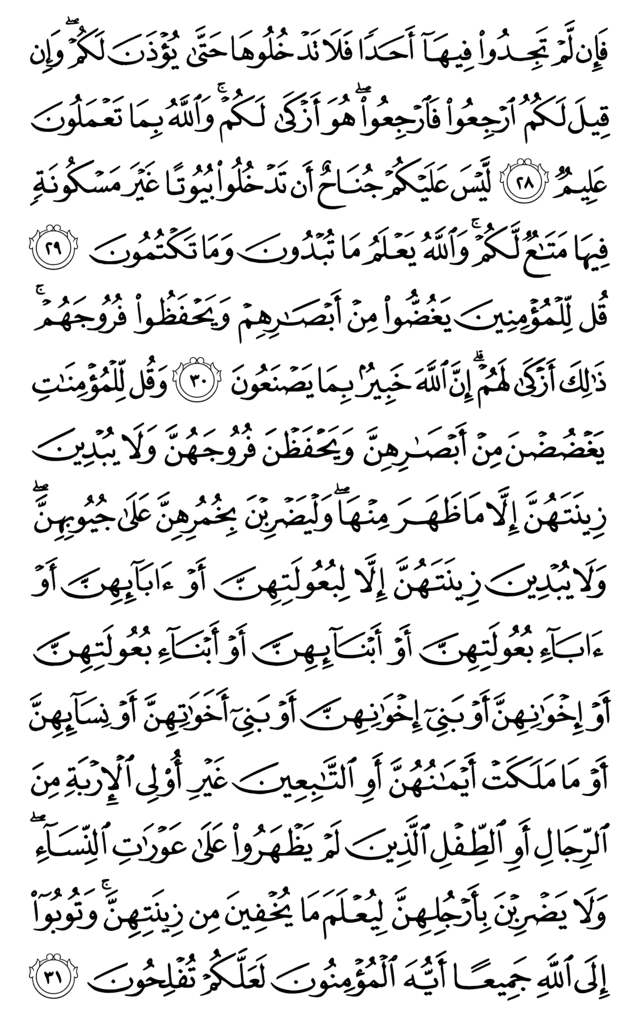 فَإِن لَّمۡ تَجِدُواْ فِيهَآ أَحَدٗا فَلَا تَدۡخُلُوهَا حَتَّىٰ يُؤۡذَنَ لَكُمۡۖ وَإِن
قِيلَ لَكُمُ ٱرۡجِعُواْ فَٱرۡجِعُواْۖ هُوَ أَزۡكَىٰ لَكُمۡۚ وَٱللَّهُ بِمَا تَعۡمَلُونَ
عَلِيمٞ ٢٨ لَّيۡسَ عَلَيۡكُمۡ جُنَاحٌ أَن تَدۡخُلُواْ بُيُوتًا غَيۡرَ مَسۡكُونَةٖ
فِيهَا مَتَٰعٞ لَّكُمۡۚ وَٱللَّهُ يَعۡلَمُ مَا تُبۡدُونَ وَمَا تَكۡتُمُونَ ٢٩
قُل لِّلۡمُؤۡمِنِينَ يَغُضُّواْ مِنۡ أَبۡصَٰرِهِمۡ وَيَحۡفَظُواْ فُرُوجَهُمۡۚ
ذَٰلِكَ أَزۡكَىٰ لَهُمۡۚ إِنَّ ٱللَّهَ خَبِيرُۢ بِمَا يَصۡنَعُونَ ٣٠ وَقُل لِّلۡمُؤۡمِنَٰتِ
يَغۡضُضۡنَ مِنۡ أَبۡصَٰرِهِنَّ وَيَحۡفَظۡنَ فُرُوجَهُنَّ وَلَا يُبۡدِينَ
زِينَتَهُنَّ إِلَّا مَا ظَهَرَ مِنۡهَاۖ وَلۡيَضۡرِبۡنَ بِخُمُرِهِنَّ عَلَىٰ جُيُوبِهِنَّۖ
وَلَا يُبۡدِينَ زِينَتَهُنَّ إِلَّا لِبُعُولَتِهِنَّ أَوۡ ءَابَآئِهِنَّ أَوۡ
ءَابَآءِ بُعُولَتِهِنَّ أَوۡ أَبۡنَآئِهِنَّ أَوۡ أَبۡنَآءِ بُعُولَتِهِنَّ
أَوۡ إِخۡوَٰنِهِنَّ أَوۡ بَنِيٓ إِخۡوَٰنِهِنَّ أَوۡ بَنِيٓ أَخَوَٰتِهِنَّ أَوۡ نِسَآئِهِنَّ
أَوۡ مَا مَلَكَتۡ أَيۡمَٰنُهُنَّ أَوِ ٱلتَّٰبِعِينَ غَيۡرِ أُوْلِي ٱلۡإِرۡبَةِ مِنَ
ٱلرِّجَالِ أَوِ ٱلطِّفۡلِ ٱلَّذِينَ لَمۡ يَظۡهَرُواْ عَلَىٰ عَوۡرَٰتِ ٱلنِّسَآءِۖ
وَلَا يَضۡرِبۡنَ بِأَرۡجُلِهِنَّ لِيُعۡلَمَ مَا يُخۡفِينَ مِن زِينَتِهِنَّۚ وَتُوبُوٓاْ
إِلَى ٱللَّهِ جَمِيعًا أَيُّهَ ٱلۡمُؤۡمِنُونَ لَعَلَّكُمۡ تُفۡلِحُونَ ٣١